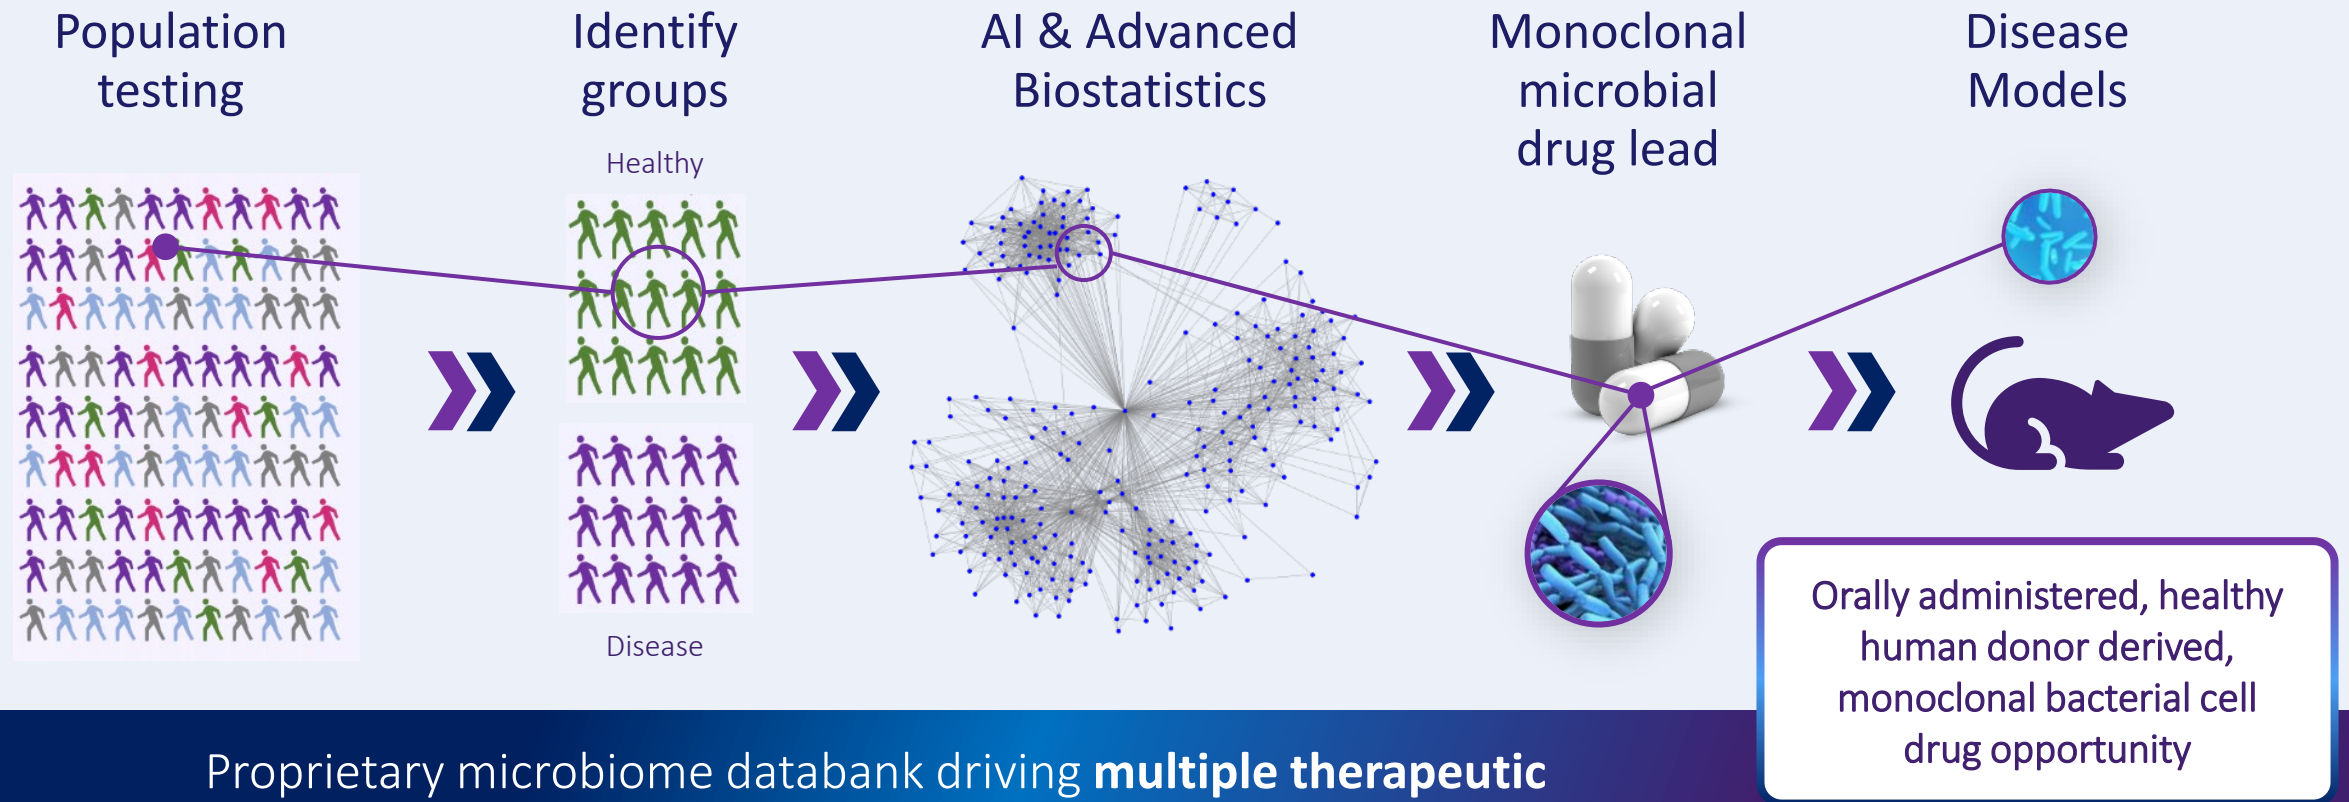 Population
testing
Identify
groups
AI & Advanced
Biostatistics
Monoclonal
microbial
drug lead
Disease
Models
Healthy
Disease
Orally administered, healthy
human donor derived,
monoclonal bacterial cell
drug opportunity
Proprietary microbiome databank driving multiple therapeutic